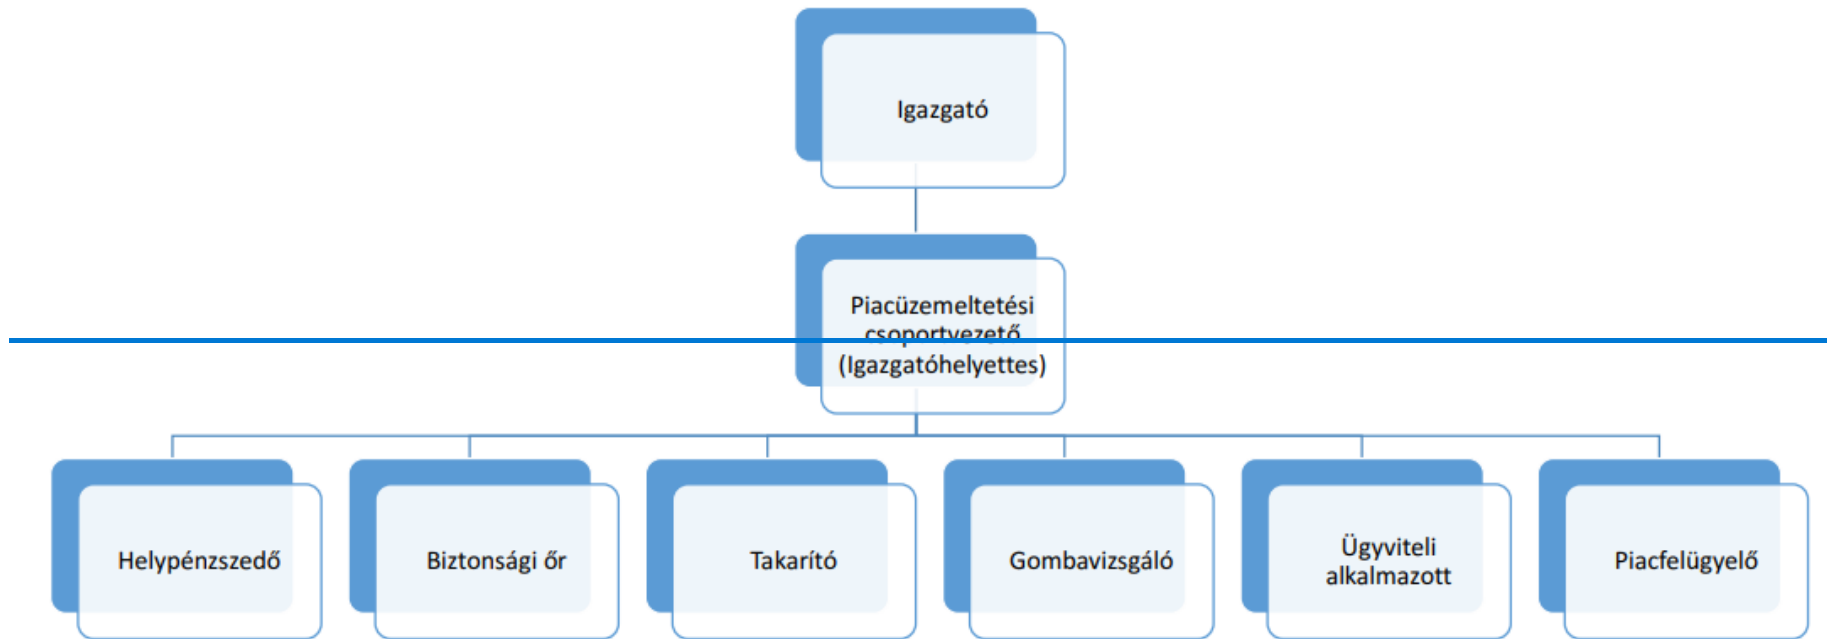 Igazgató
Piacüzemeltetési
csoportvezető
(Igazgatóhelyettes)
Helypénzszedő
Biztonsági őr
Takarító
Gombavizsgáló
Ügyviteli
alkalmazott
Piacfelügyelő